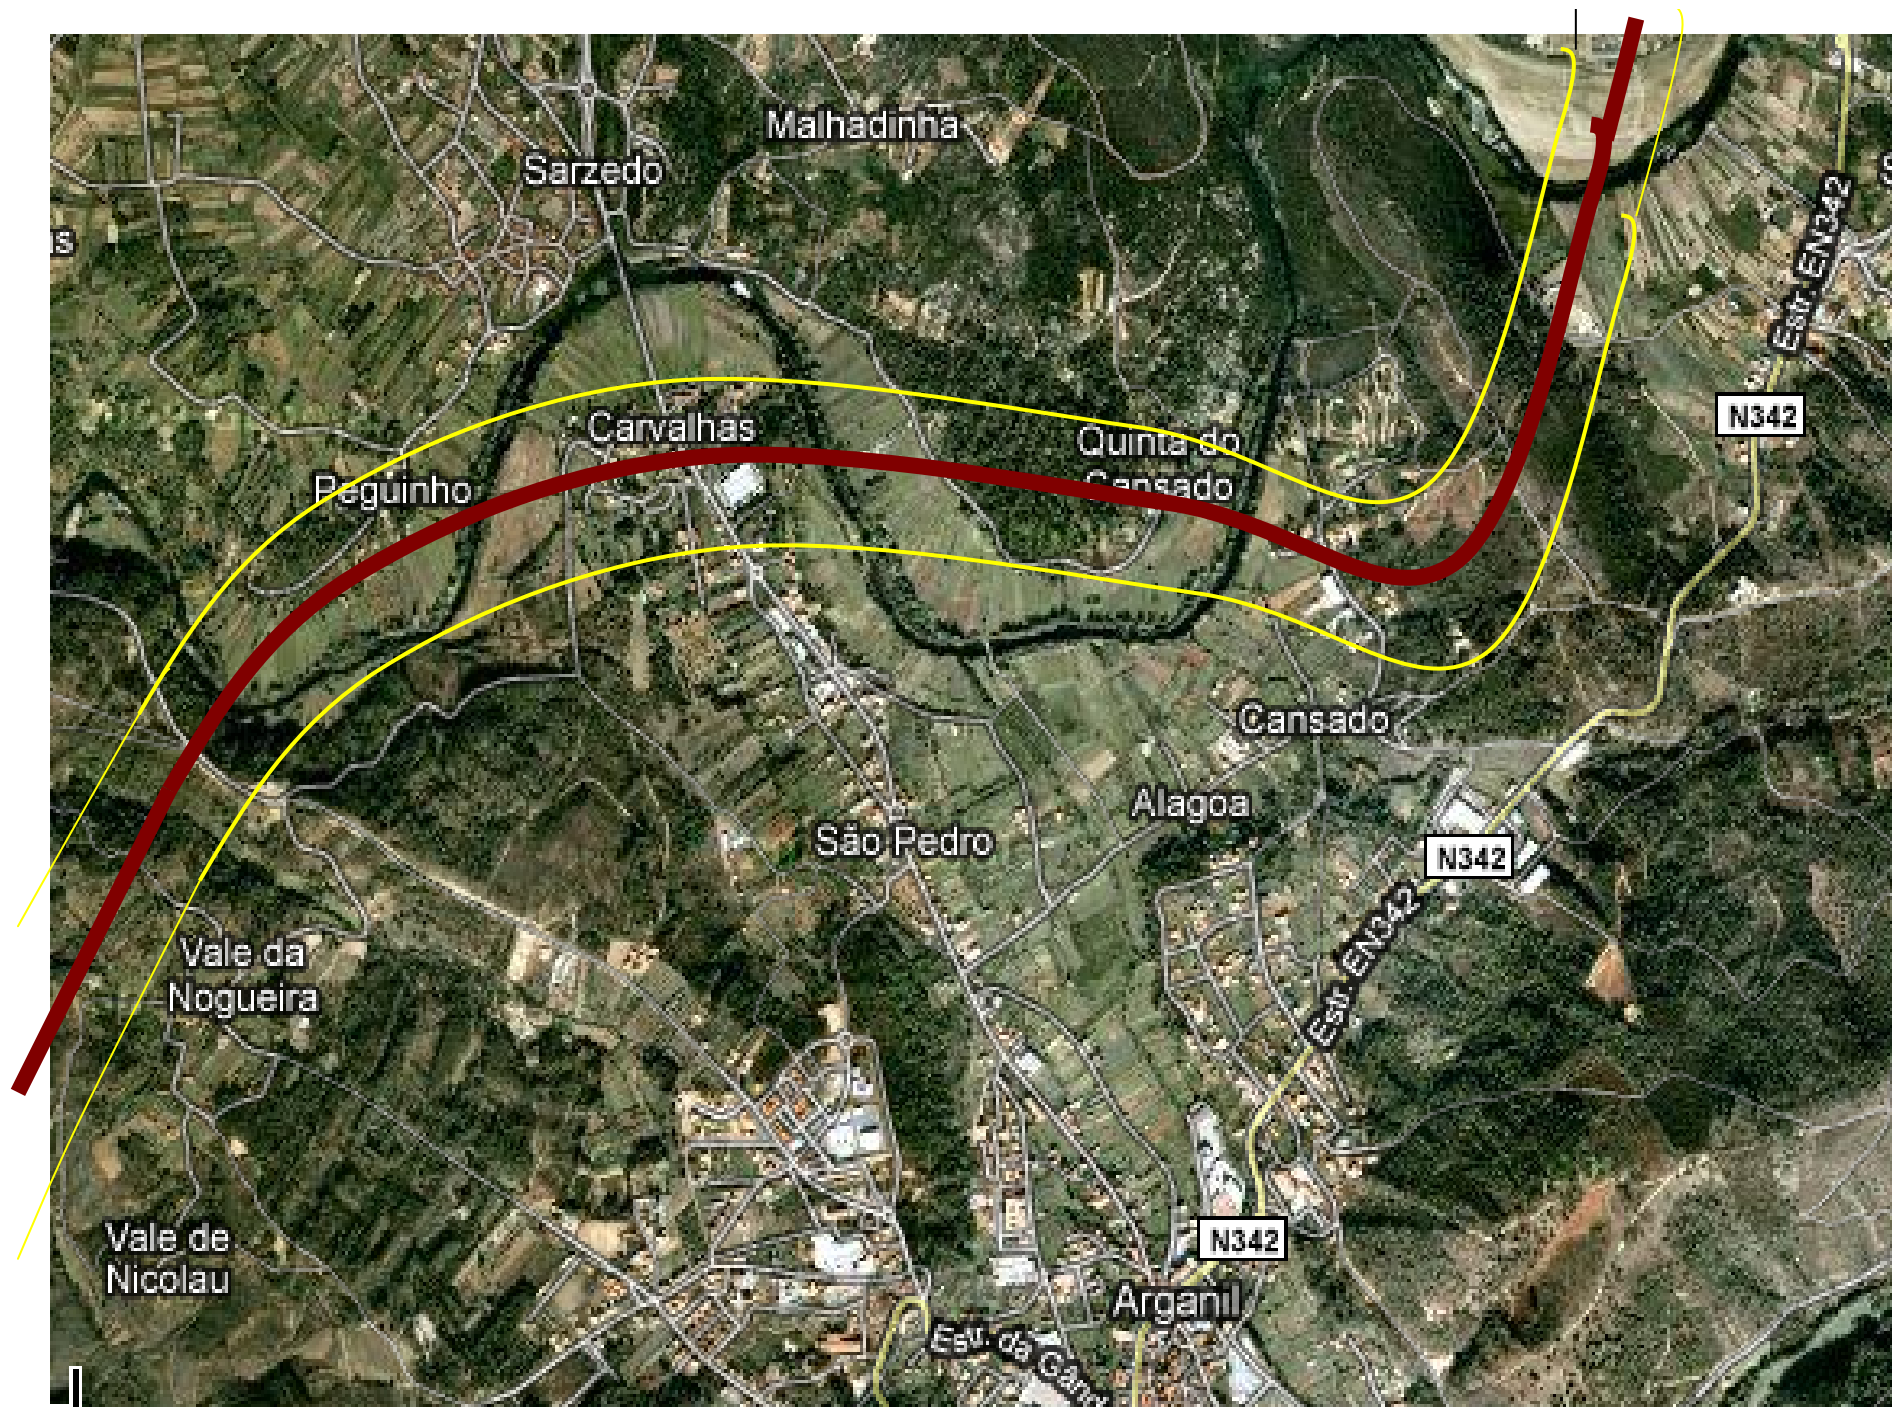 Malhadinha
Sarzedo
is
Estr. EN342
N342
Carvalhas
Quinta do
Cansado
Peguinho
Cansado
Alagoa
São Pedro
N342
Estr. EN342
Vale da
Nogueira
Vale de
Nicolau
N342
Arganil
Estr. da